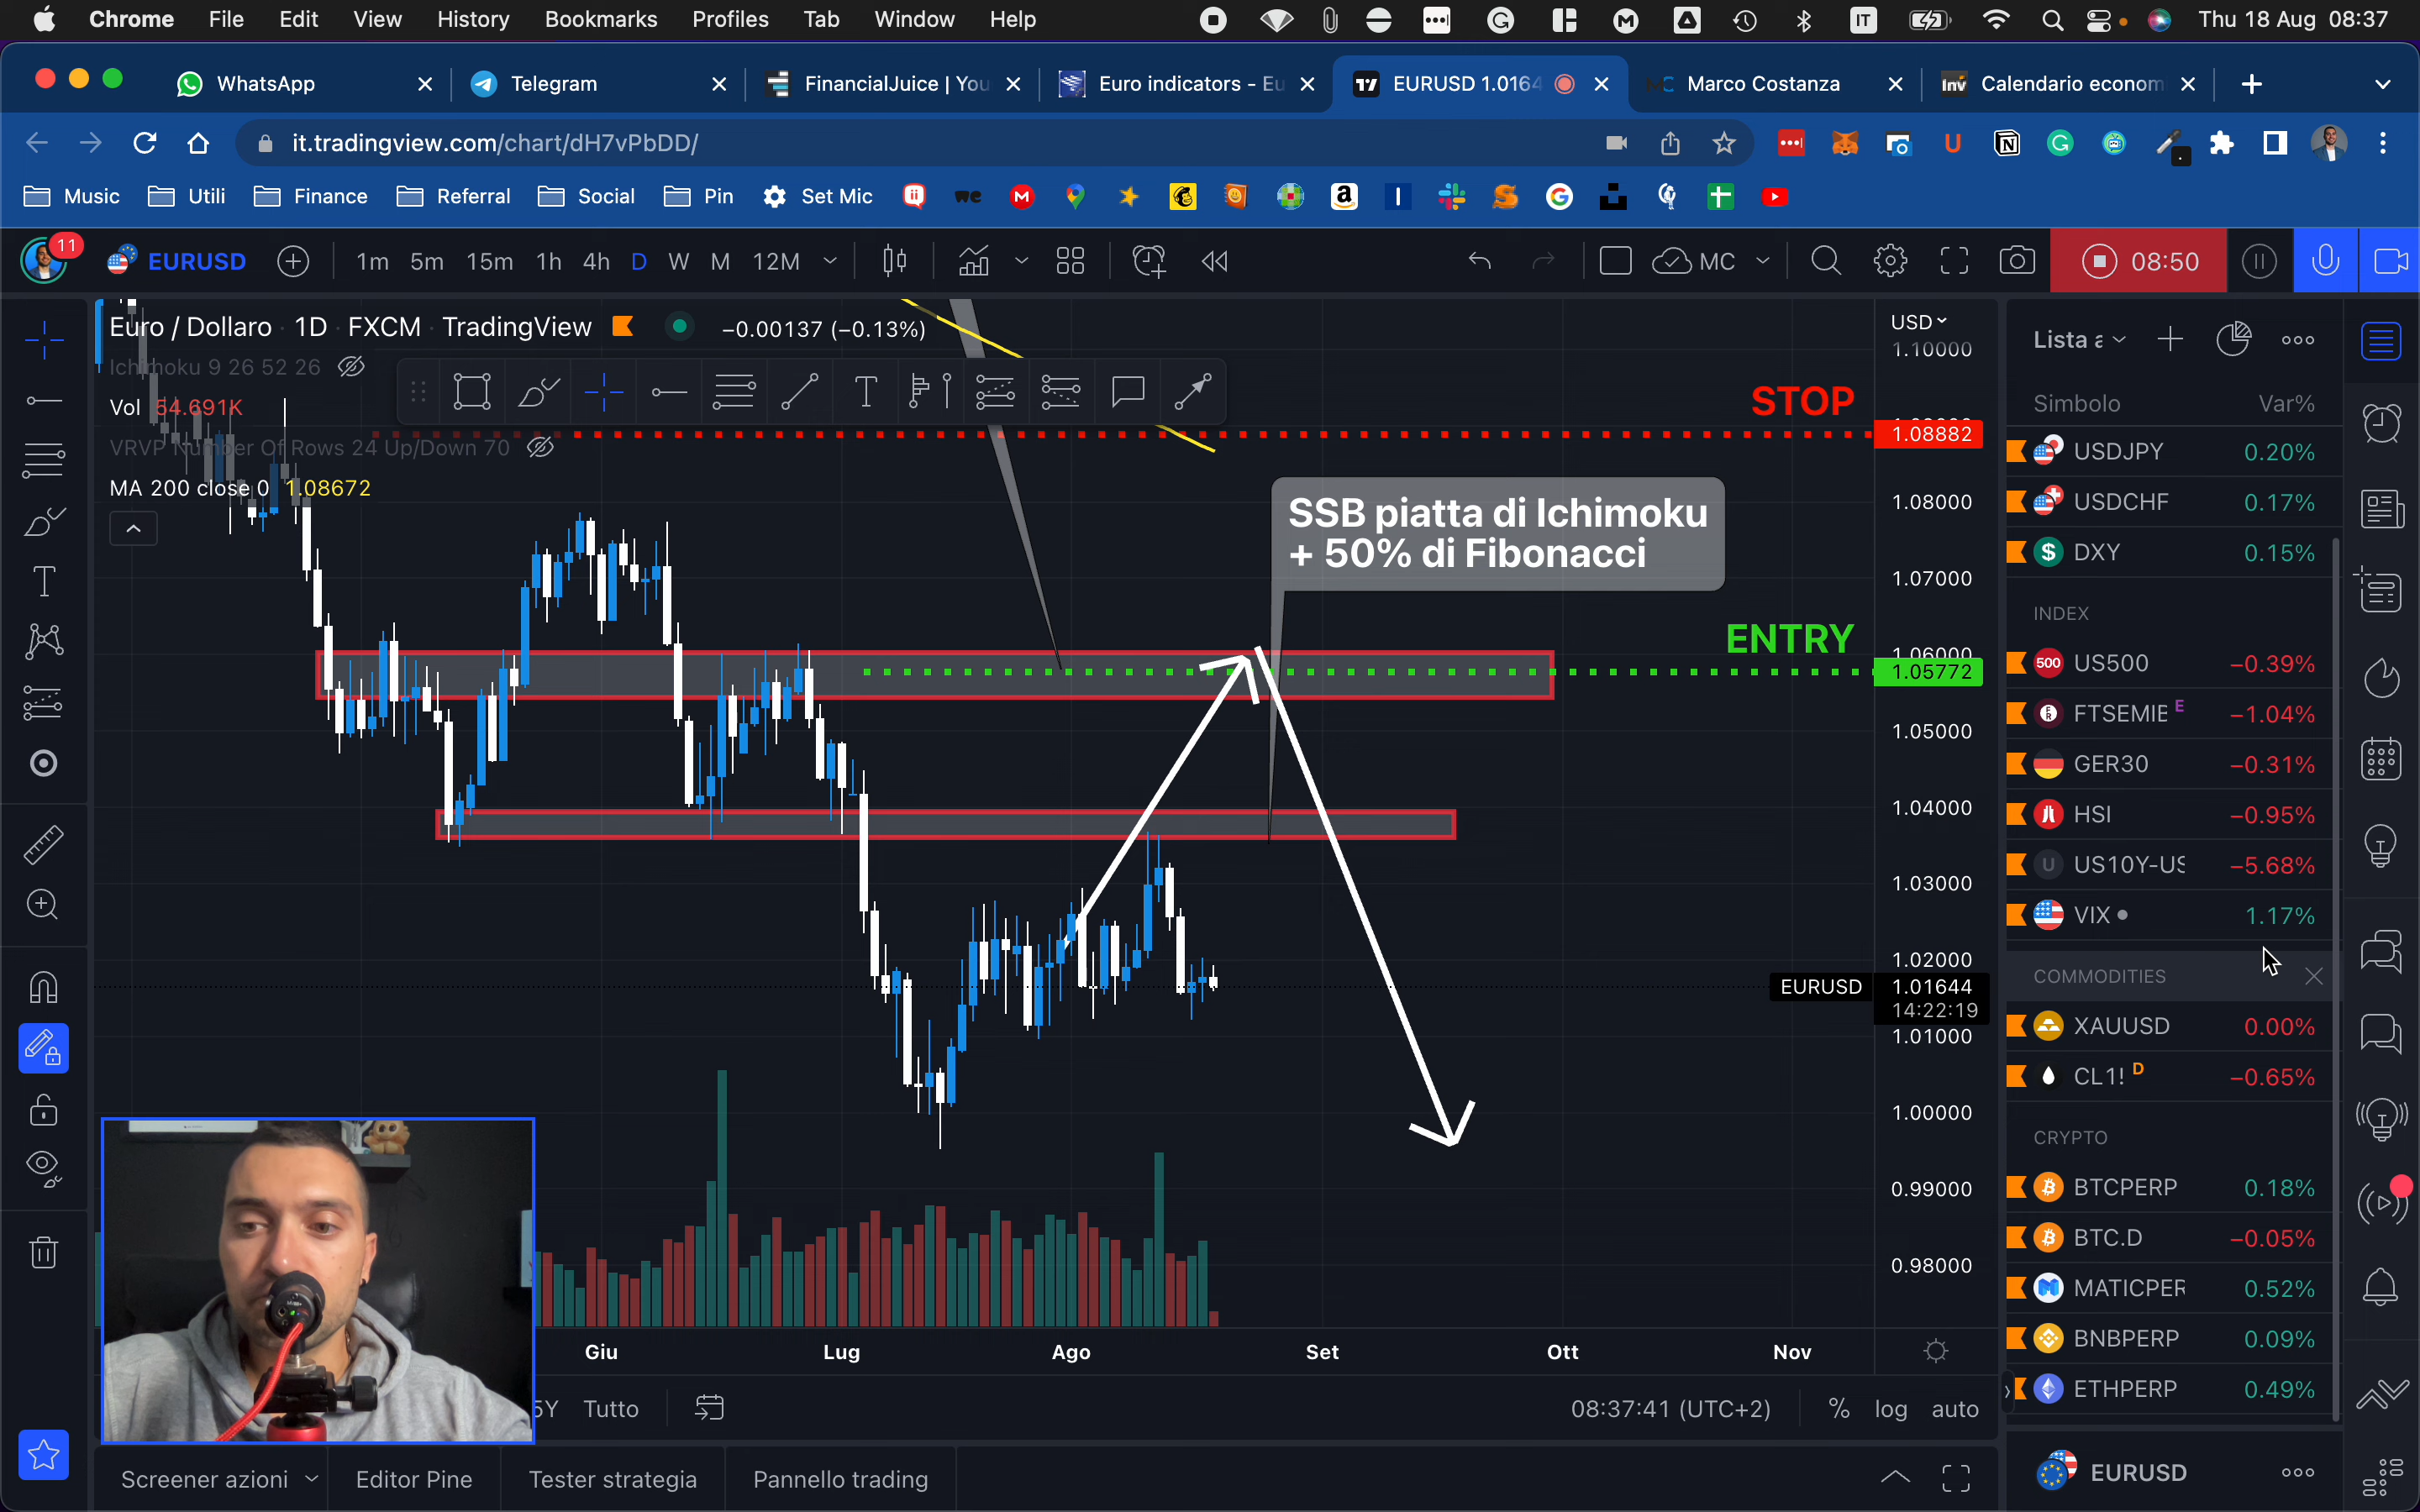 Chrome File Edit View History Bookmarks Profiles Tab Window Help IT Thu 18 Aug 08:37
WhatsApp Telegram FinancialJuice | You Euro indicators - Eu EURUSD 1.0164 Marco Costanza Inv Calendario econom
it.tradingview.com/chart/dH7vPbDD/
Music Utili Finance Referral Social Pin Set Mic we
11 EURUSD 1m 5m 15m 1h 4h D W M 12M MC 08:50
Euro / Dollaro · 1D · FXCM · TradingView −0.00137 (−0.13%)
Ichimoku 9 26 52 26
Vol 54.691K
VRVP Number Of Rows 24 Up/Down 70
MA 200 close 0 1.08672
USD
1.10000
STOP
1.08882
1.08000
SSB piatta di Ichimoku
+ 50% di Fibonacci
1.07000
ENTRY
1.06000
1.05772
1.05000
1.04000
1.03000
1.02000
EURUSD 1.01644
14:22:19
1.01000
1.00000
0.99000
0.98000
Giu Lug Ago Set Ott Nov
5Y Tutto 08:37:41 (UTC+2) % log auto
Screener azioni Editor Pine Tester strategia Pannello trading
Lista a
Simbolo Var%
USDJPY 0.20%
USDCHF 0.17%
DXY 0.15%
INDEX
500 US500 −0.39%
FTSEMIB E −1.04%
GER30 −0.31%
HSI −0.95%
U US10Y-US −5.68%
VIX 1.17%
COMMODITIES
XAUUSD 0.00%
CL1! D −0.65%
CRYPTO
BTCPERP 0.18%
BTC.D −0.05%
MATICPER 0.52%
BNBPERP 0.09%
ETHPERP 0.49%
EURUSD